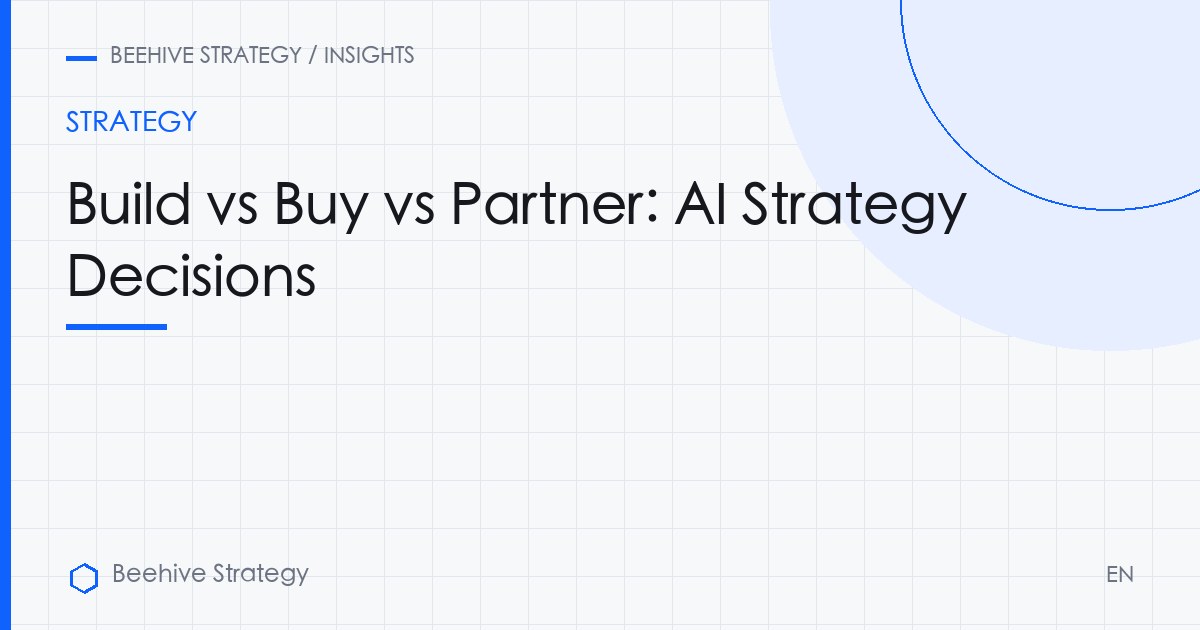 BEEHIVE STRATEGY / INSIGHTS
STRATEGY
Build vs Buy vs Partner: AI Strategy
Decisions
Beehive Strategy
EN